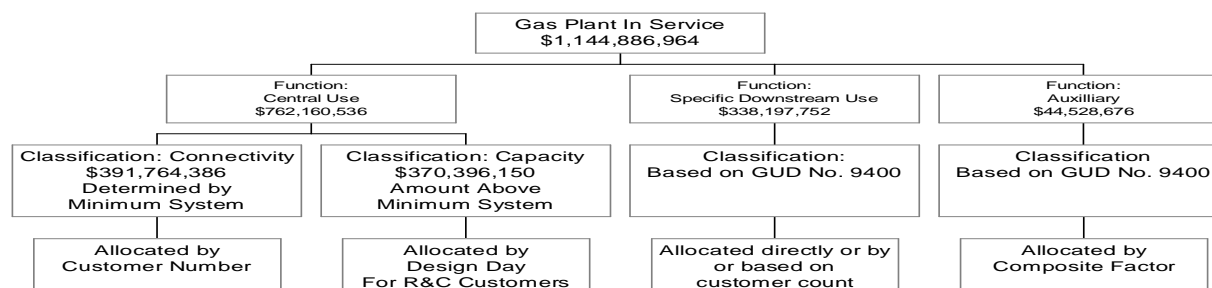 Gas Plant In Service
$1,144,886,964
Function:
Central Use
$762,160,536
Function:
Specific Downstream Use
$338,197,752
Function:
Auxilliary
$44,528,676
Classification: Connectivity
$391,764,386
Determined by
Minimum System
Classification: Capacity
$370,396,150
Amount Above
Minimum System
Classification:
Based on GUD No. 9400
Classification
Based on GUD No. 9400
Allocated by
Customer Number
Allocated by
Design Day
For R&C Customers
Allocated directly or by
or based on
customer count
Allocated by
Composite Factor